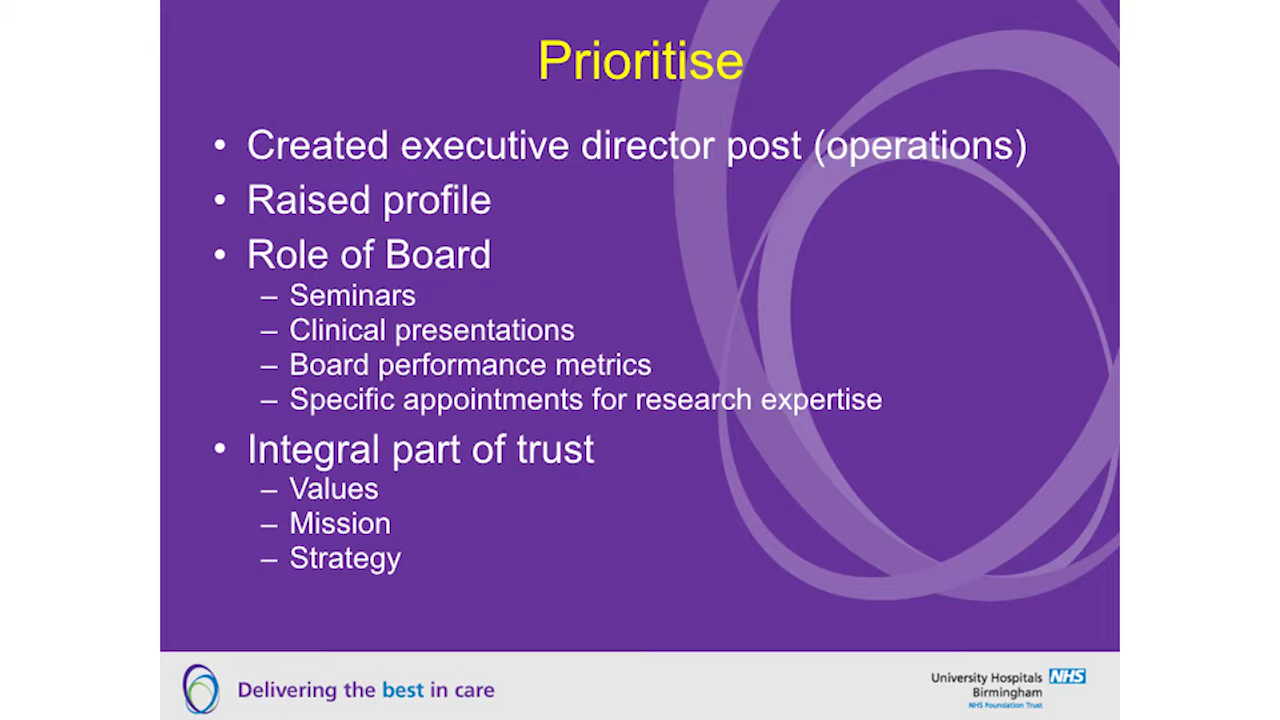 Prioritise
• Created executive director post (operations)
• Raised profile
• Role of Board
– Seminars
– Clinical presentations
– Board performance metrics
– Specific appointments for research expertise
• Integral part of trust
– Values
– Mission
– Strategy
Delivering the best in care
University Hospitals NHS
Birmingham
NHS Foundation Trust